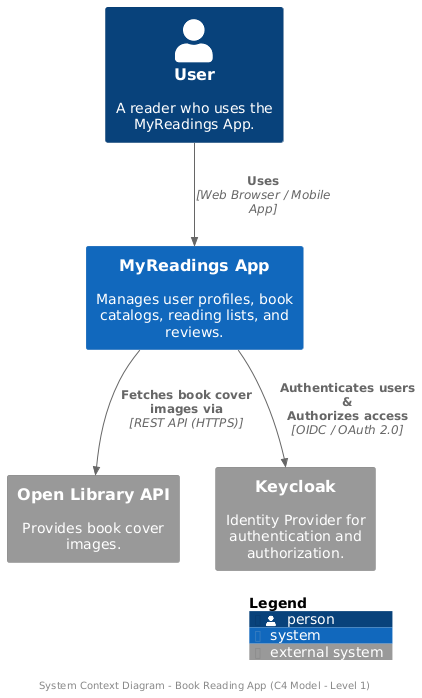 User
A reader who uses the
MyReadings App.
Uses
[Web Browser / Mobile
App]
MyReadings App
Manages user profiles, book
catalogs, reading lists, and
reviews.
Fetches book cover
images via
[REST API (HTTPS)]
Authenticates users
&
Authorizes access
[OIDC / OAuth 2.0]
Open Library API
Provides book cover
images.
Keycloak
Identity Provider for
authentication and
authorization.
Legend
person
system
external system
System Context Diagram - Book Reading App (C4 Model - Level 1)